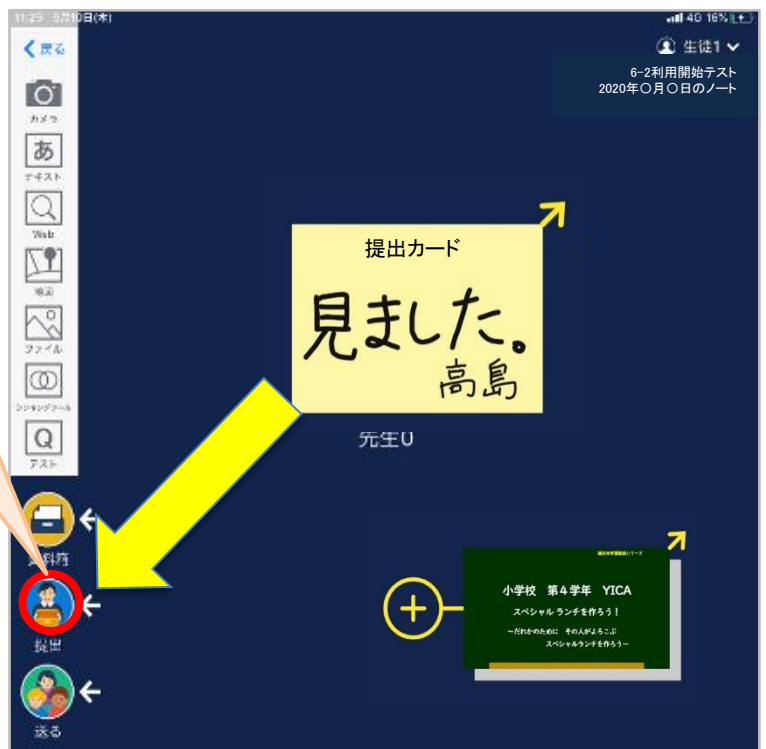 11:29 9月10日(木)
4G 16%
戻る
生徒1
6-2利用開始テスト
2020年〇月〇日のノート
カメラ
あ
テキスト
Web
地図
ファイル
シンキングツール
Q
テスト
提出カード
見ました。
高島
先生0
資料箱
提出
送る
小学校 第4学年 YICA
スペシャル ランチを作ろう！
～だれかのために その人がよろこぶ
スペシャルランチを作ろう～